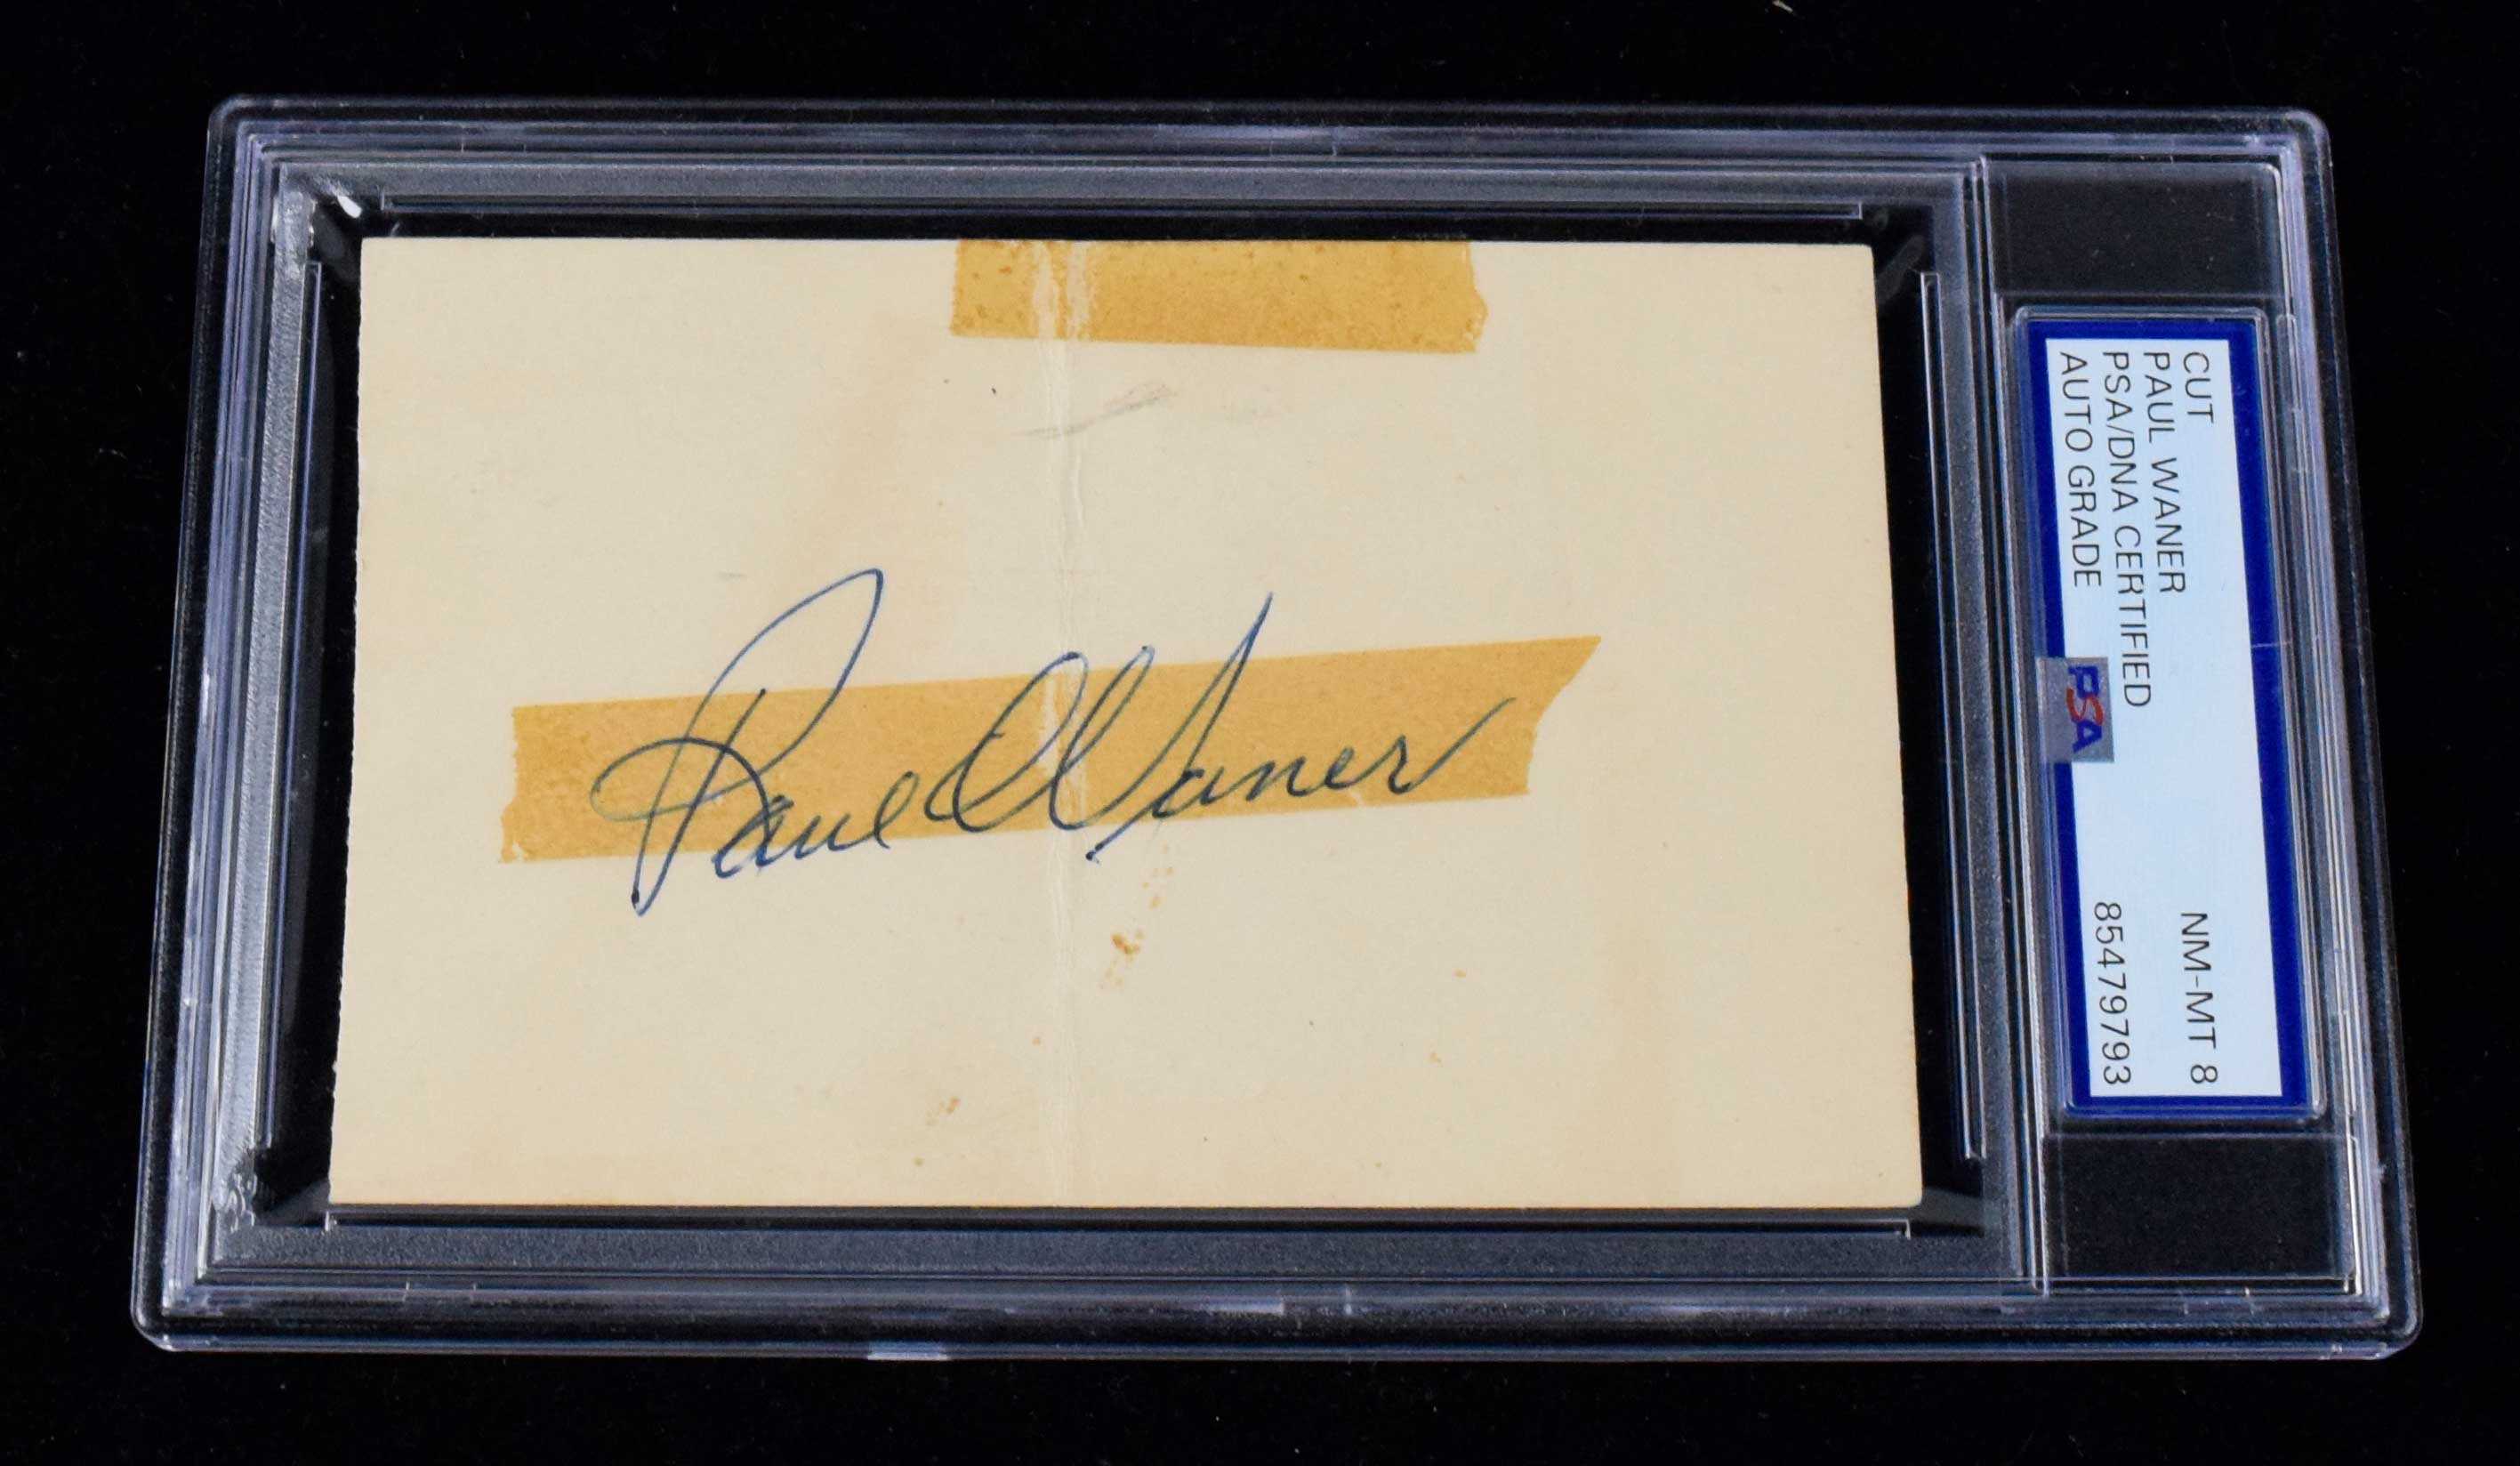 Paul Waner
CUT NM-MT 8
PAUL WANER
PSA/DNA CERTIFIED
AUTO GRADE 85479793
PSA